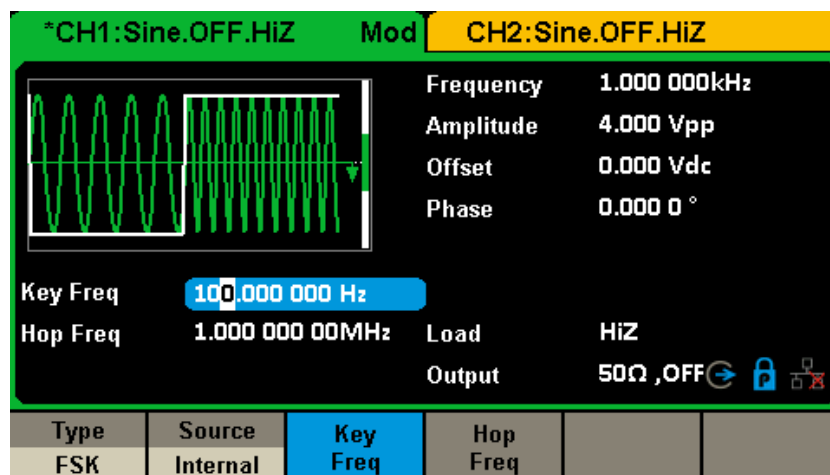 *CH1:Sine.OFF.HiZ Mod CH2:Sine.OFF.HiZ
Frequency 1.000 000kHz
Amplitude 4.000 Vpp
Offset 0.000 Vdc
Phase 0.000 0 °
Key Freq 100.000 000 Hz
Hop Freq 1.000 000 00MHz Load HiZ
Output 50Ω ,OFF P
Type Source Key Hop
FSK Internal Freq Freq